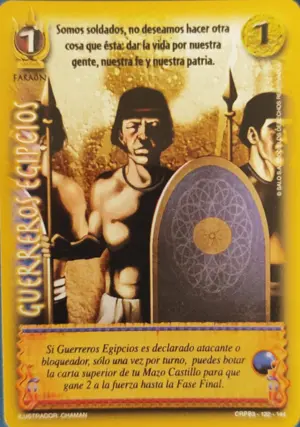 1
FARAÓN
Somos soldados, no deseamos hacer otra
cosa que ésta: dar la vida por nuestra
gente, nuestra fe y nuestra patria.
1
GUERREROS EGIPCIOS
Si Guerreros Egipcios es declarado atacante o
bloqueador, sólo una vez por turno, puedes botar
la carta superior de tu Mazo Castillo para que
gane 2 a la fuerza hasta la Fase Final.
ILUSTRADOR: CHAMAN